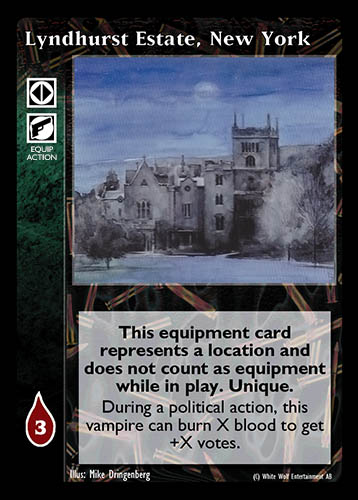 Lyndhurst Estate, New York
EQUIP
ACTION
This equipment card
represents a location and
does not count as equipment
while in play. Unique.
During a political action, this
vampire can burn X blood to get
+X votes.
3
Illus: Mike Dringenberg
(C) White Wolf Entertainment AB